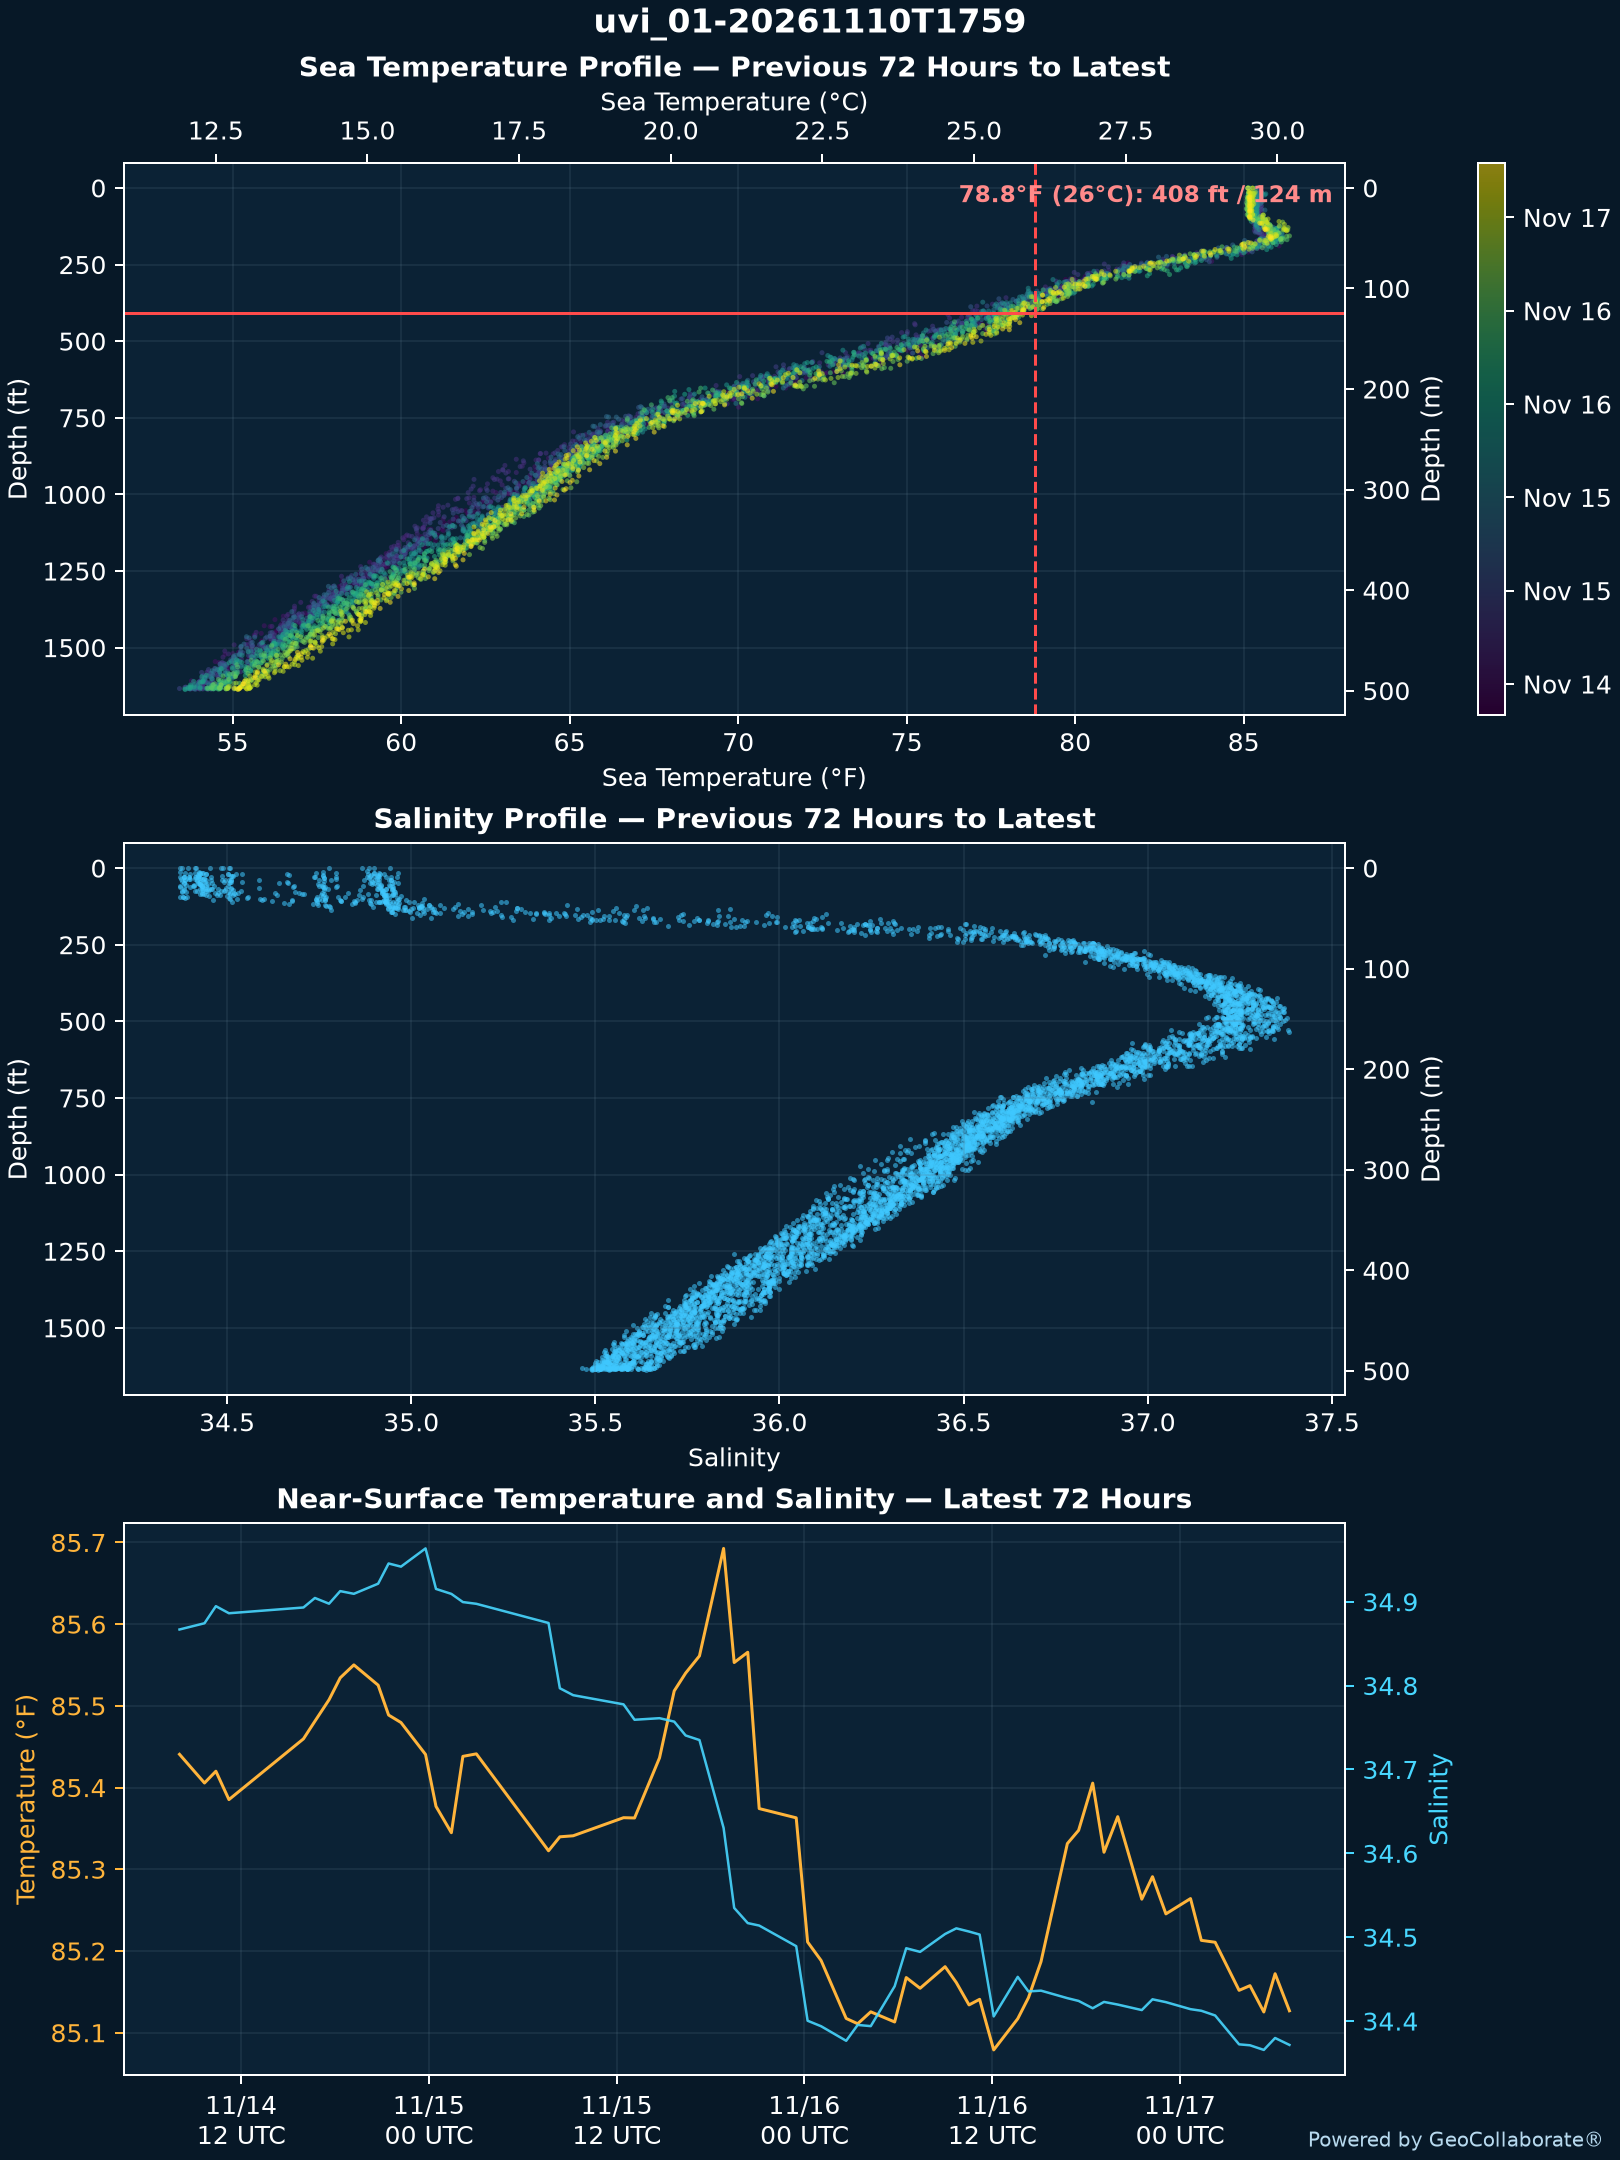 uvi_01-20261110T1759
Sea Temperature Profile — Previous 72 Hours to Latest
Sea Temperature (°C)
12.5 15.0 17.5 20.0 22.5 25.0 27.5 30.0
78.8°F (26°C): 408 ft / 124 m
0
250
500
750
1000
1250
1500
Depth (ft)
0
100
200
300
400
500
Depth (m)
Nov 17
Nov 16
Nov 16
Nov 15
Nov 15
Nov 14
55 60 65 70 75 80 85
Sea Temperature (°F)
Salinity Profile — Previous 72 Hours to Latest
0
250
500
750
1000
1250
1500
Depth (ft)
0
100
200
300
400
500
Depth (m)
34.5 35.0 35.5 36.0 36.5 37.0 37.5
Salinity
Near-Surface Temperature and Salinity — Latest 72 Hours
85.7
85.6
85.5
85.4
85.3
85.2
85.1
Temperature (°F)
34.9
34.8
34.7
34.6
34.5
34.4
Salinity
11/14 11/15 11/15 11/16 11/16 11/17
12 UTC 00 UTC 12 UTC 00 UTC 12 UTC 00 UTC
Powered by GeoCollaborate®